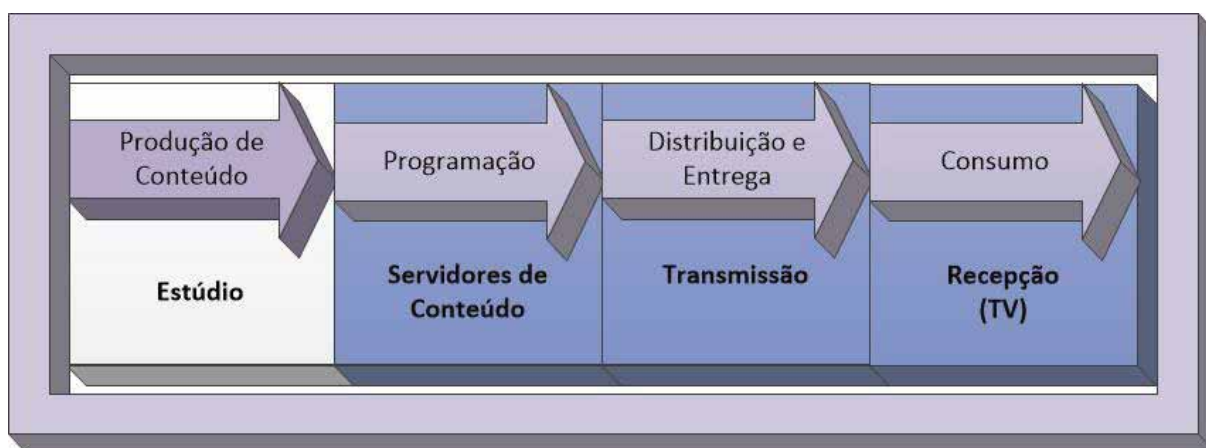 Produção de
Conteúdo
Programação
Distribuição e
Entrega
Consumo
Estúdio
Servidores de
Conteúdo
Transmissão
Recepção
(TV)